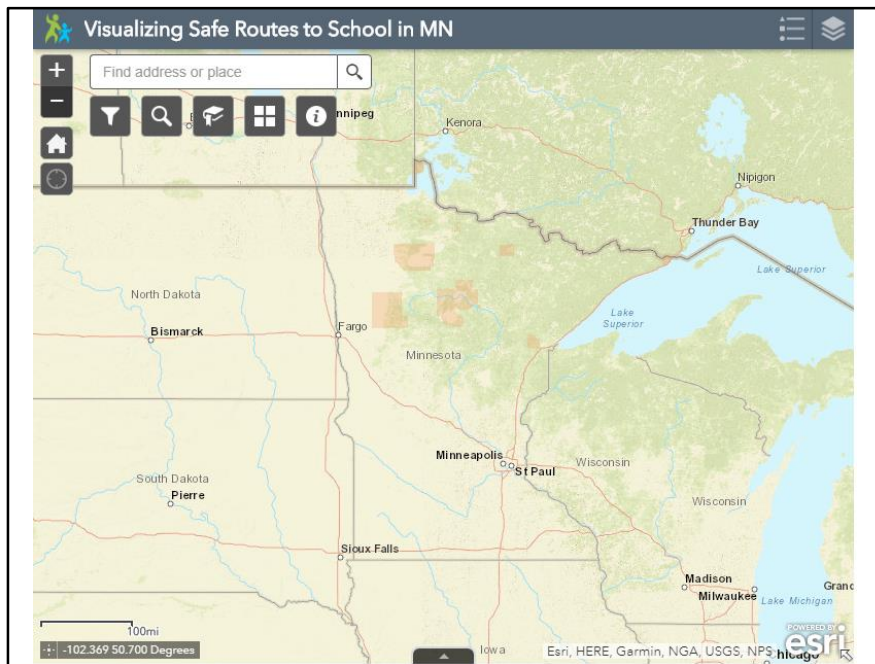 Visualizing Safe Routes to School in MN
+
Find address or place
−
nnipeg
Kenora
Nipigon
Thunder Bay
Lake Superior
Lake
Superior
North Dakota
Bismarck
Fargo
Minnesota
Minneapolis
St Paul
Wisconsin
Wisconsin
South Dakota
Pierre
Sioux Falls
Madison
Milwaukee
Lake Michigan
Gran
100mi
-102.369 50.700 Degrees
Iowa
Esri, HERE, Garmin, NGA, USGS, NPS
Chicago
POWERED BY
esri